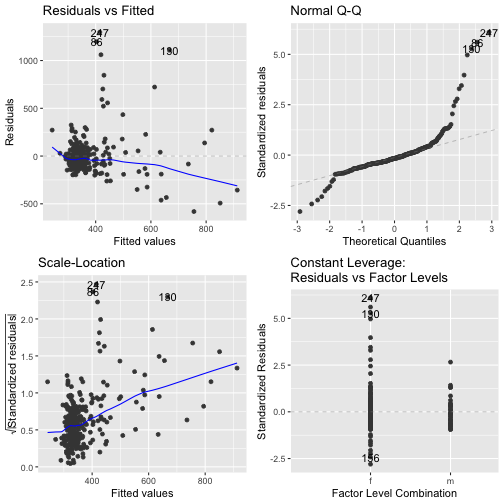 Residuals vs Fitted
247
86
130
1000
500
0
-500
Residuals
400 600 800
Fitted values
Normal Q-Q
247
86
130
5.0
2.5
0.0
-2.5
Standardized residuals
-3 -2 -1 0 1 2 3
Theoretical Quantiles
Scale-Location
247
86
130
2.5
2.0
1.5
1.0
0.5
0.0
√|Standardized residuals|
400 600 800
Fitted values
Constant Leverage:
Residuals vs Factor Levels
247
130
156
5.0
2.5
0.0
-2.5
Standardized Residuals
f m
Factor Level Combination